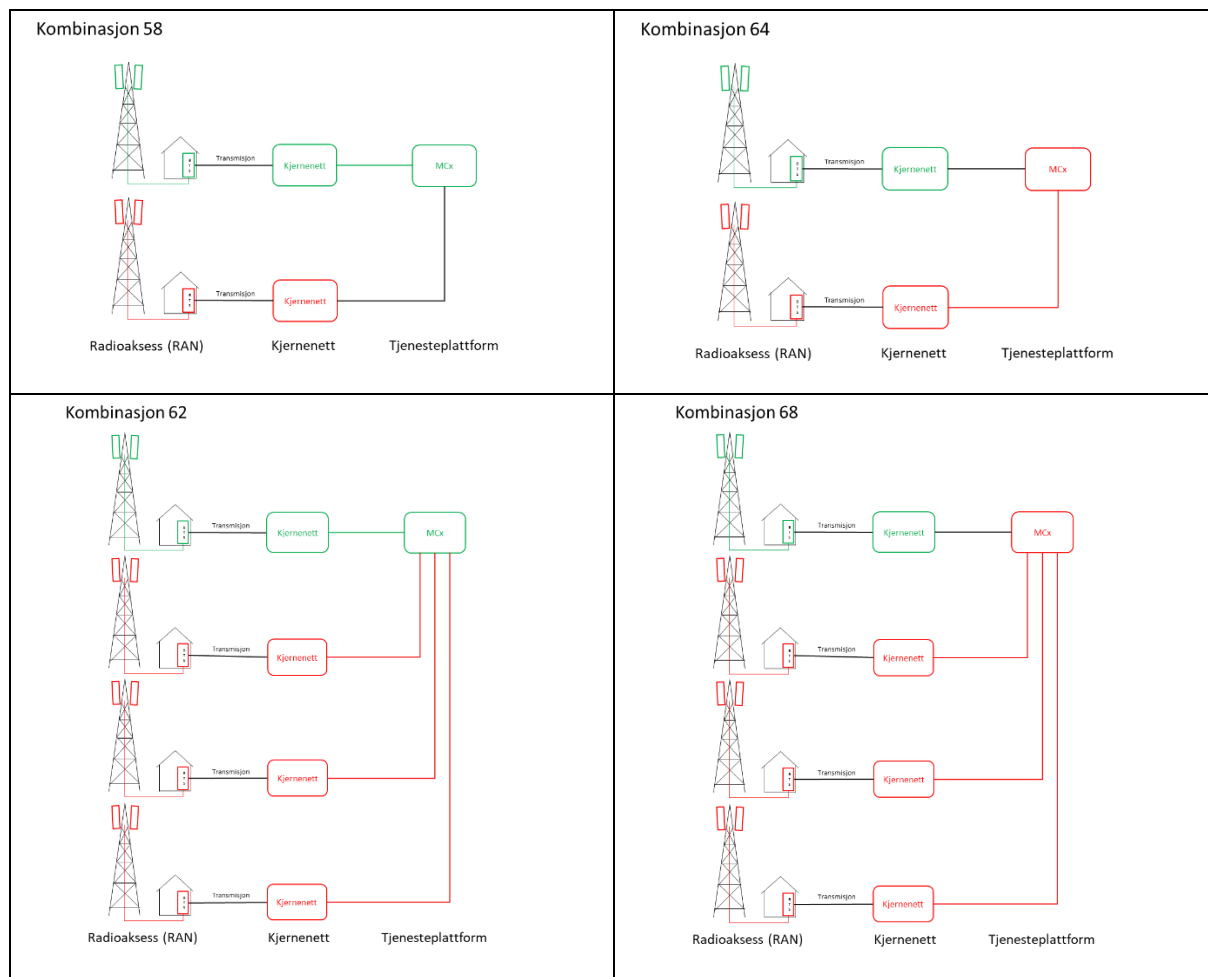 Kombinasjon 58
Transmisjon
Kjernenett
MCx
Transmisjon
Kjernenett
Radioaksess (RAN) Kjernenett Tjenesteplattform
Kombinasjon 64
Transmisjon
Kjernenett
MCx
Transmisjon
Kjernenett
Radioaksess (RAN) Kjernenett Tjenesteplattform
Kombinasjon 62
Transmisjon
Kjernenett
MCx
Transmisjon
Kjernenett
Transmisjon
Kjernenett
Transmisjon
Kjernenett
Radioaksess (RAN) Kjernenett Tjenesteplattform
Kombinasjon 68
Transmisjon
Kjernenett
MCx
Transmisjon
Kjernenett
Transmisjon
Kjernenett
Transmisjon
Kjernenett
Radioaksess (RAN) Kjernenett Tjenesteplattform